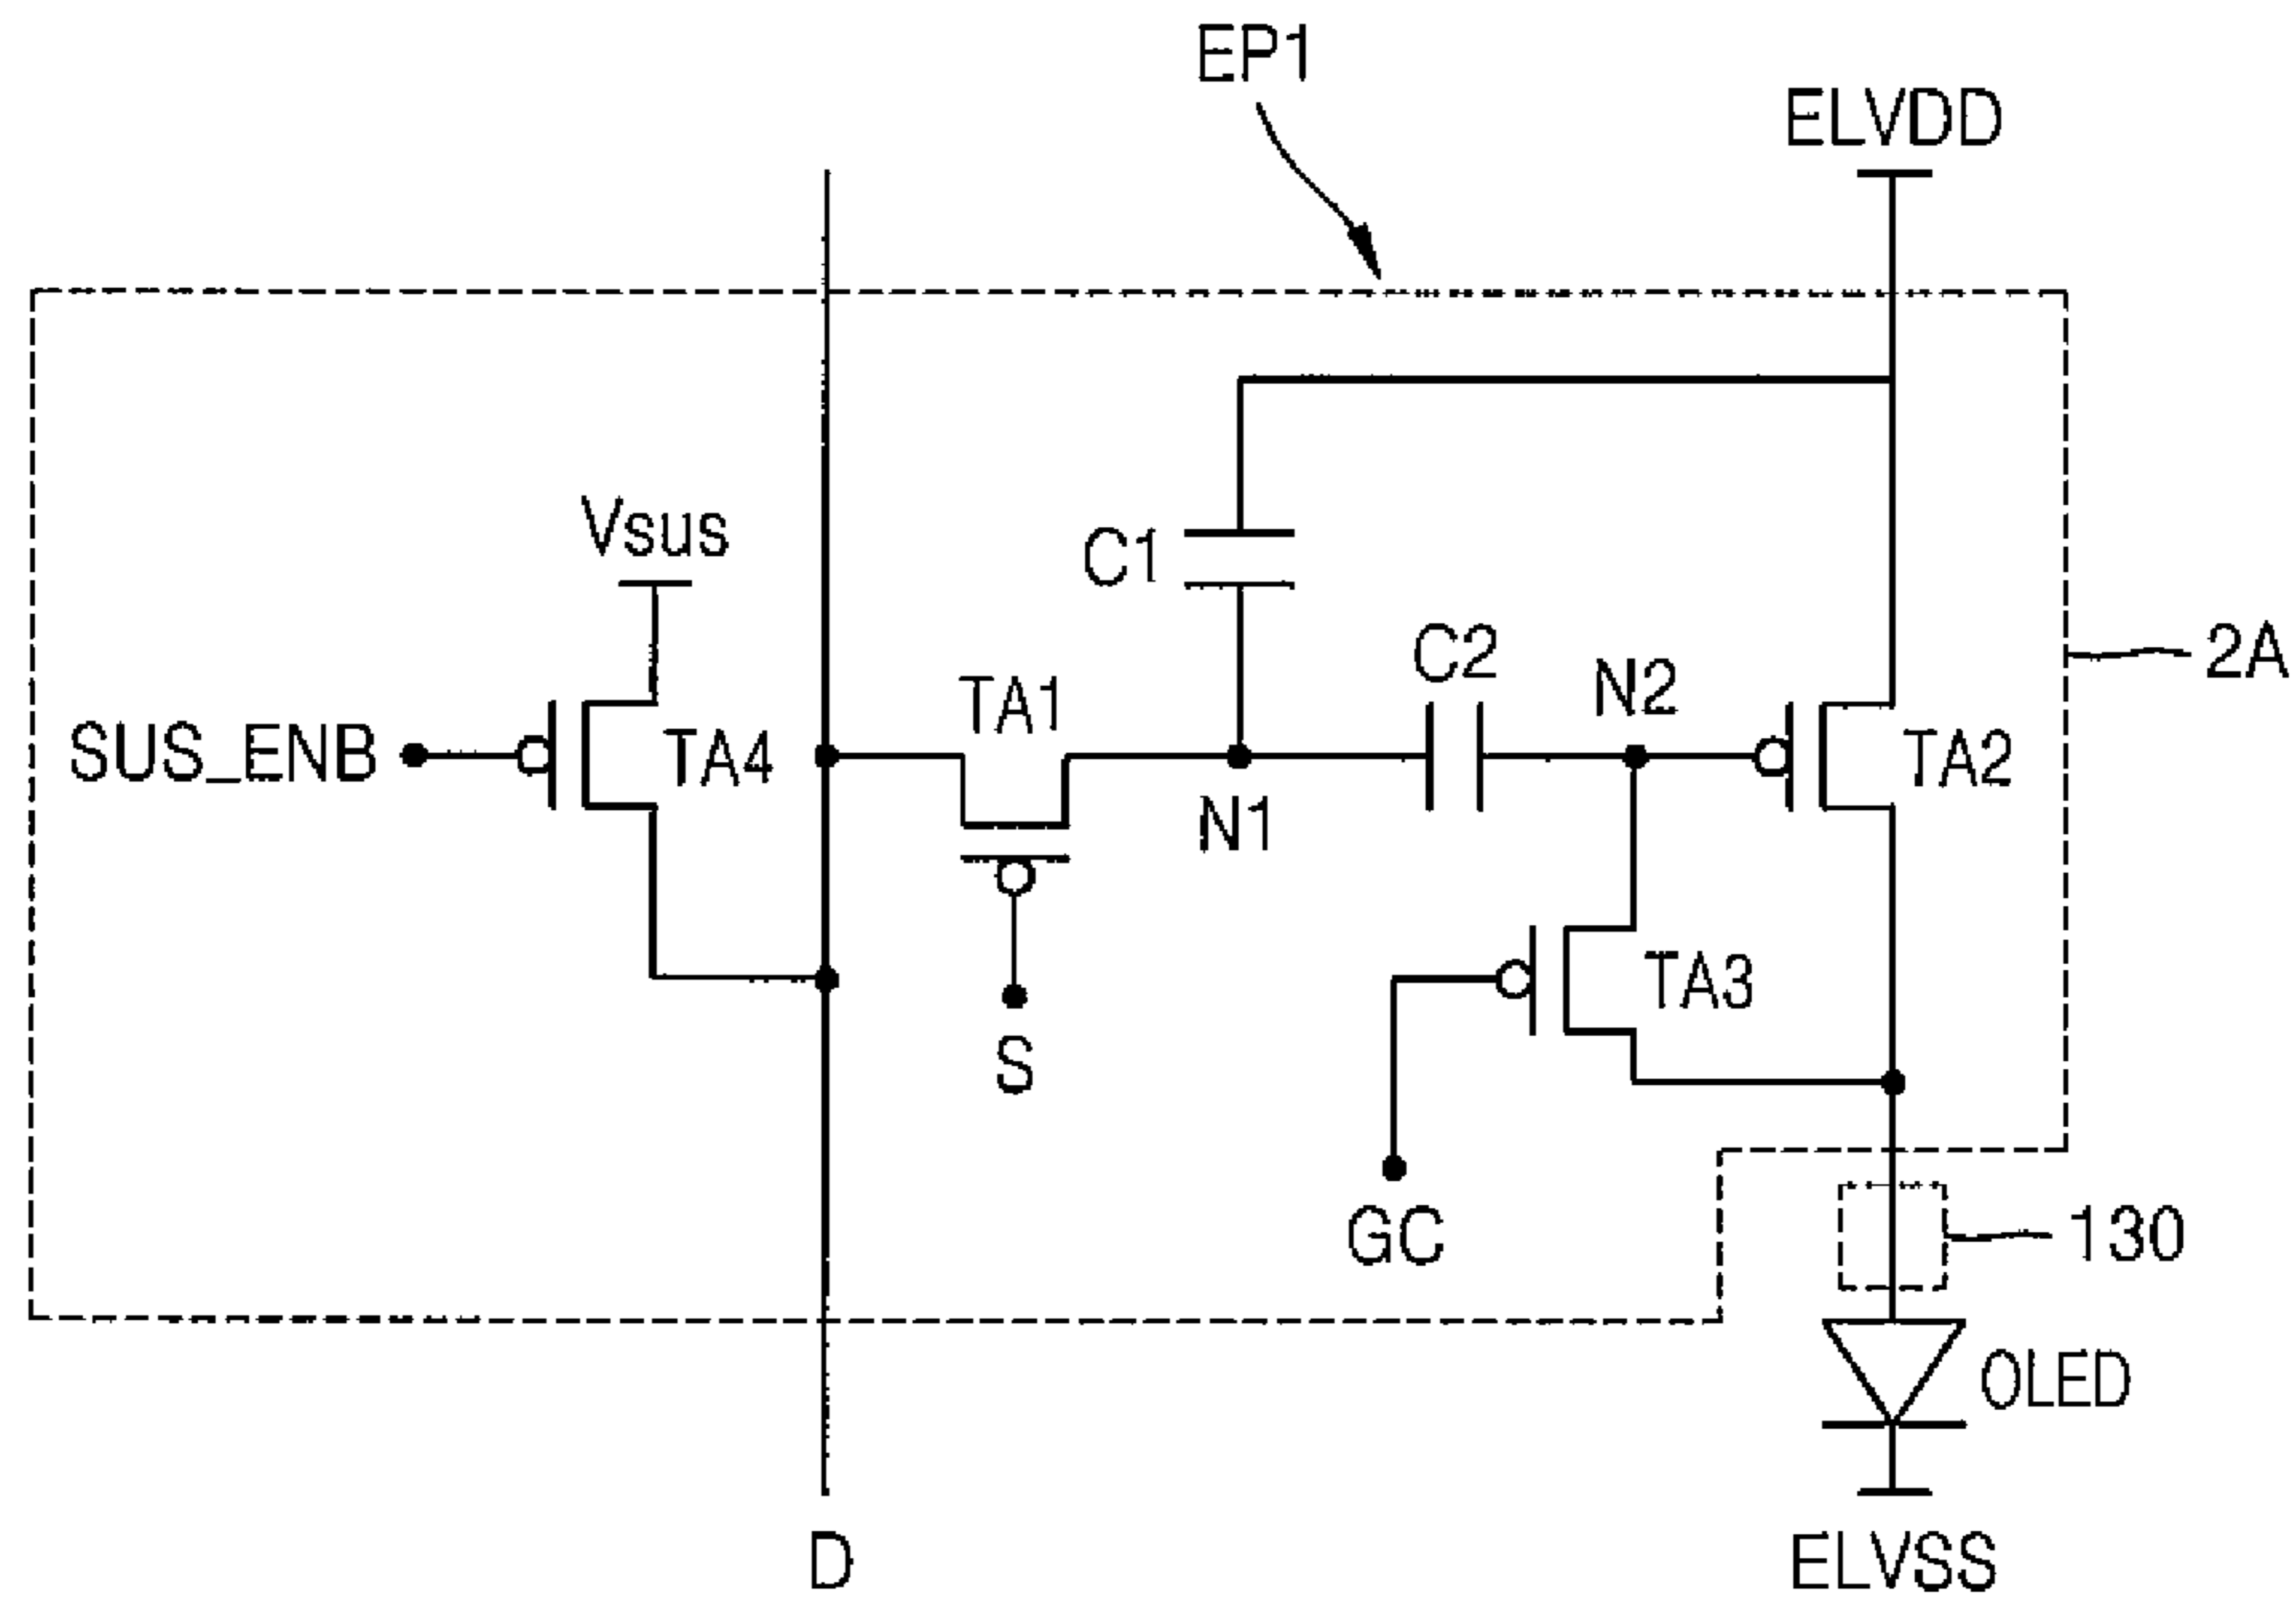 EP1
ELVDD
Vsus
C1
C2
N2
2A
TA1
SUS_ENB
TA4
TA2
N1
TA3
S
GC
130
OLED
D
ELVSS